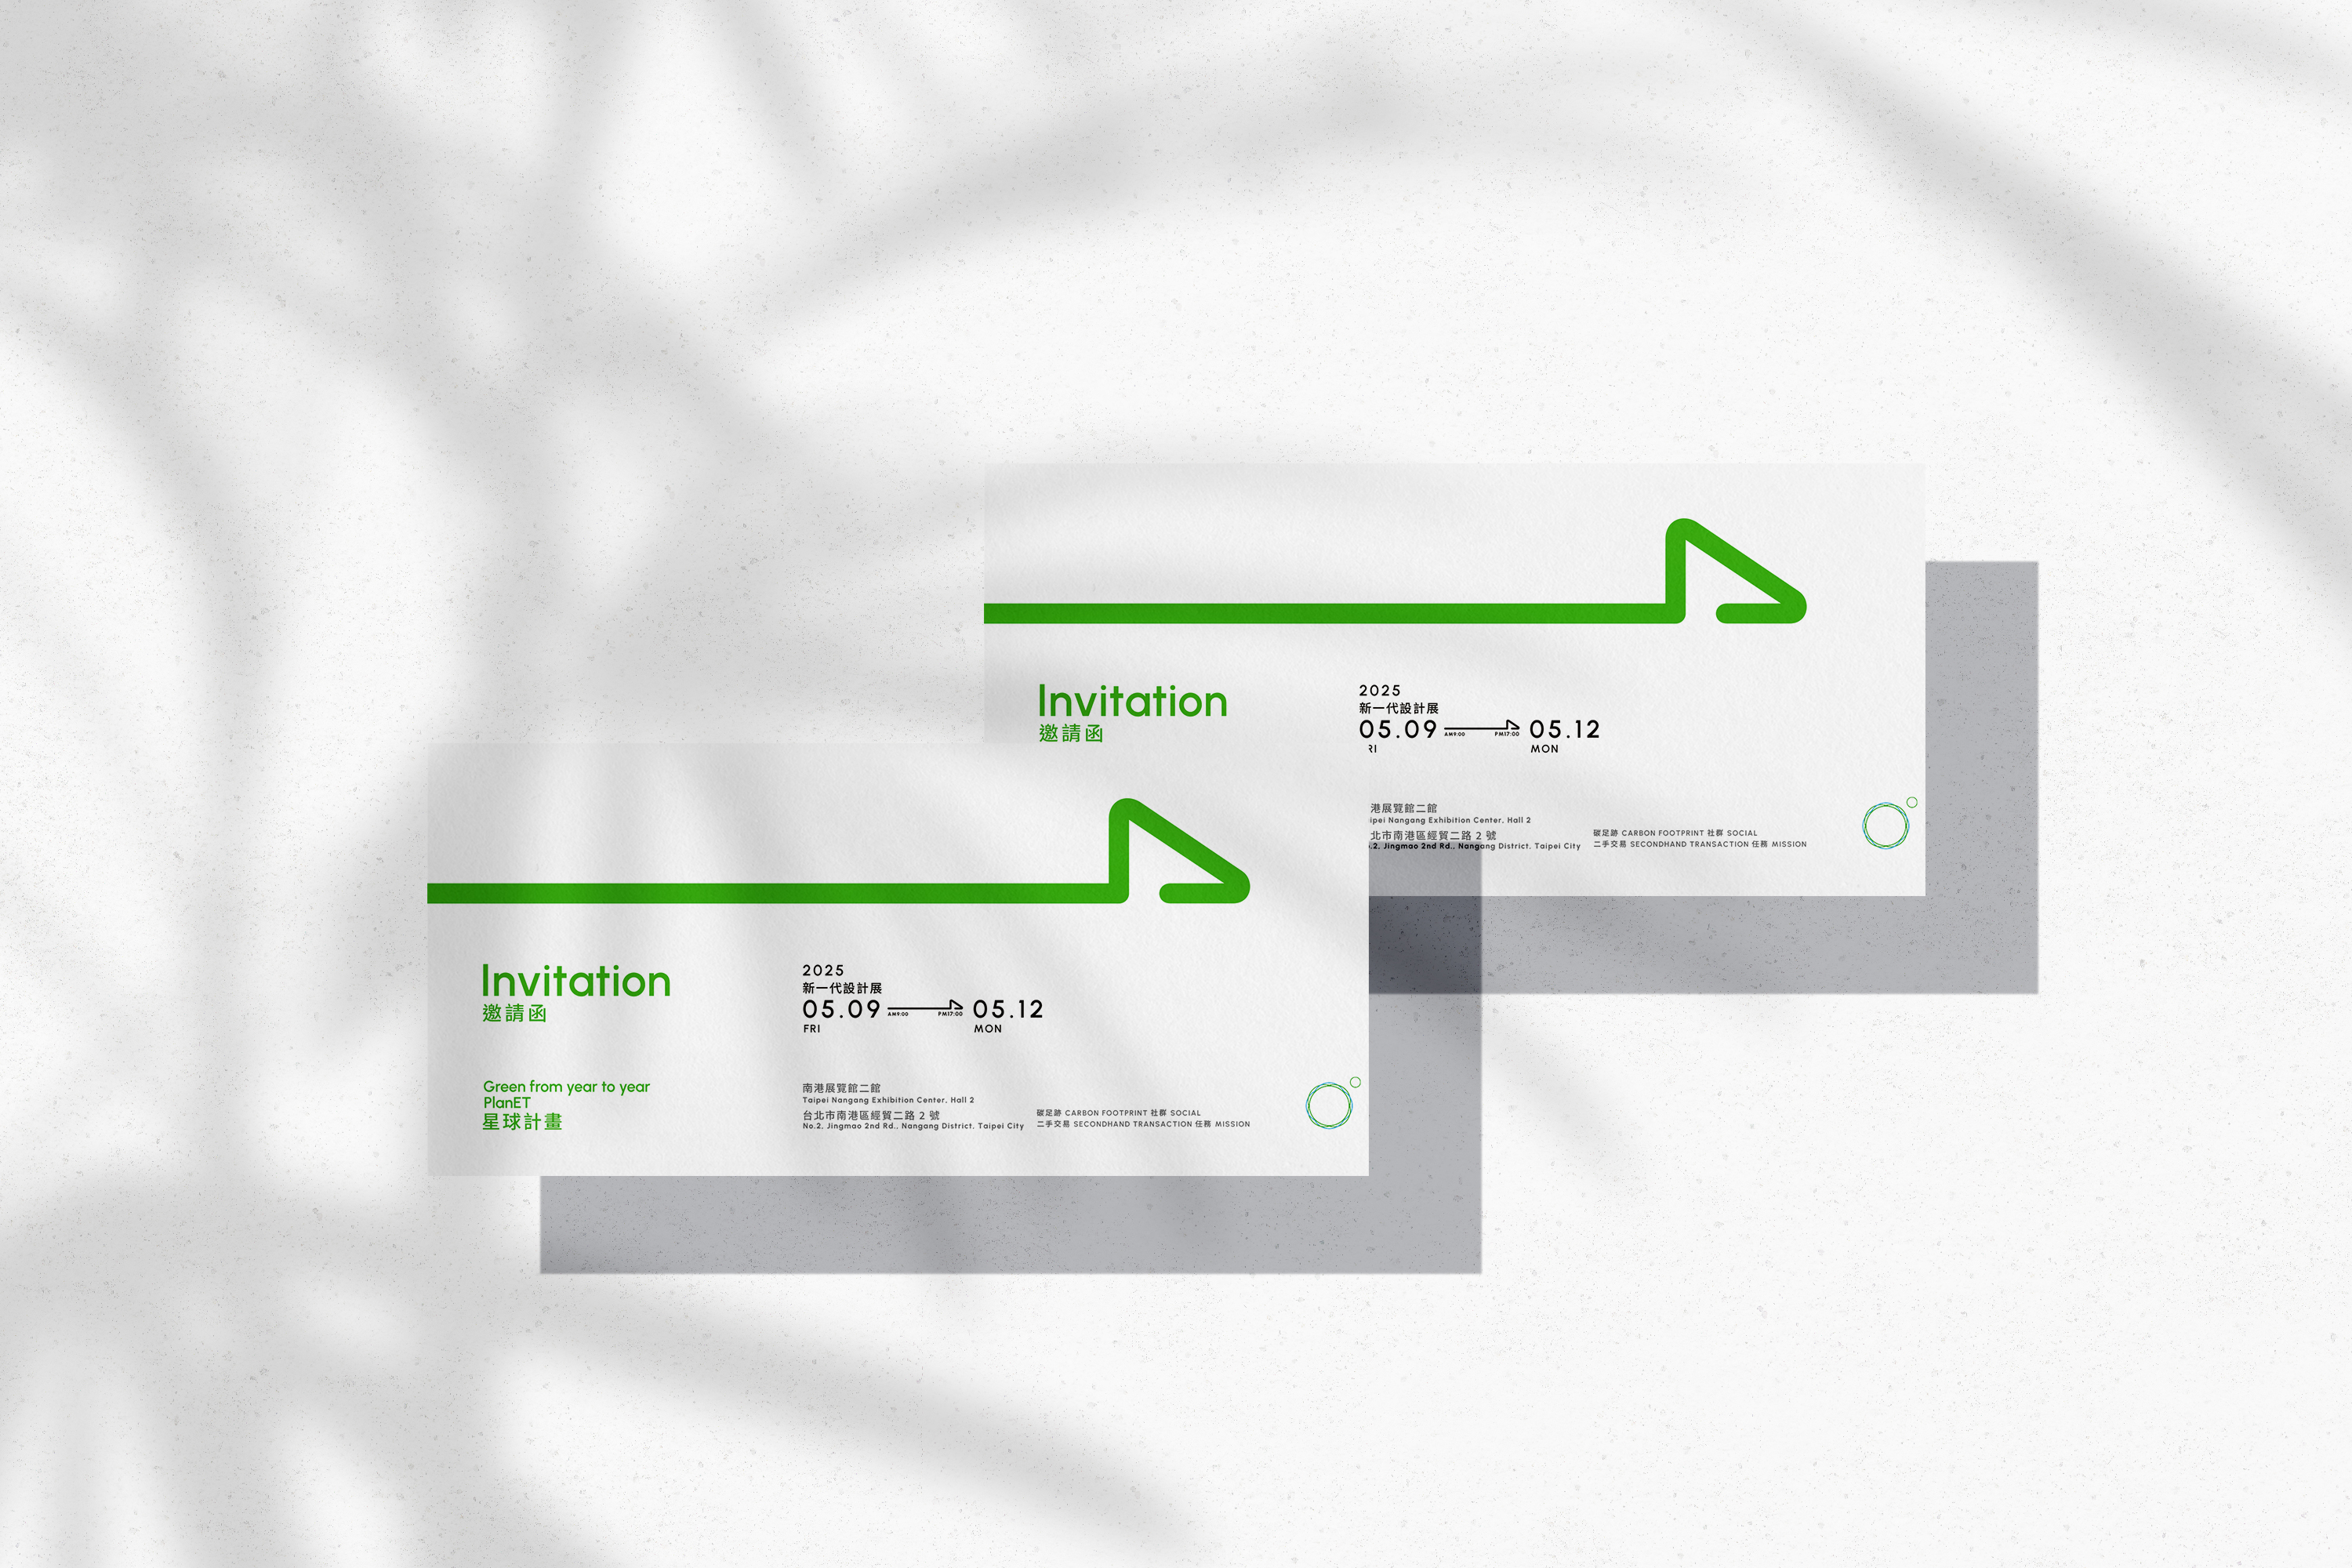 Invitation
邀請函
2025
新一代設計展
05.09 AM9:00 PM17:00 05.12
RI MON
港展覽館二館
ipei Nangang Exhibition Center, Hall 2
北市南港區經貿二路 2 號
.2, Jingmao 2nd Rd., Nangang District, Taipei City
碳足跡 CARBON FOOTPRINT 社群 SOCIAL
二手交易 SECONDHAND TRANSACTION 任務 MISSION
Invitation
邀請函
2025
新一代設計展
05.09 AM9:00 PM17:00 05.12
FRI MON
Green from year to year
PlanET
星球計畫
南港展覽館二館
Taipei Nangang Exhibition Center, Hall 2
台北市南港區經貿二路 2 號
No.2, Jingmao 2nd Rd., Nangang District, Taipei City
碳足跡 CARBON FOOTPRINT 社群 SOCIAL
二手交易 SECONDHAND TRANSACTION 任務 MISSION